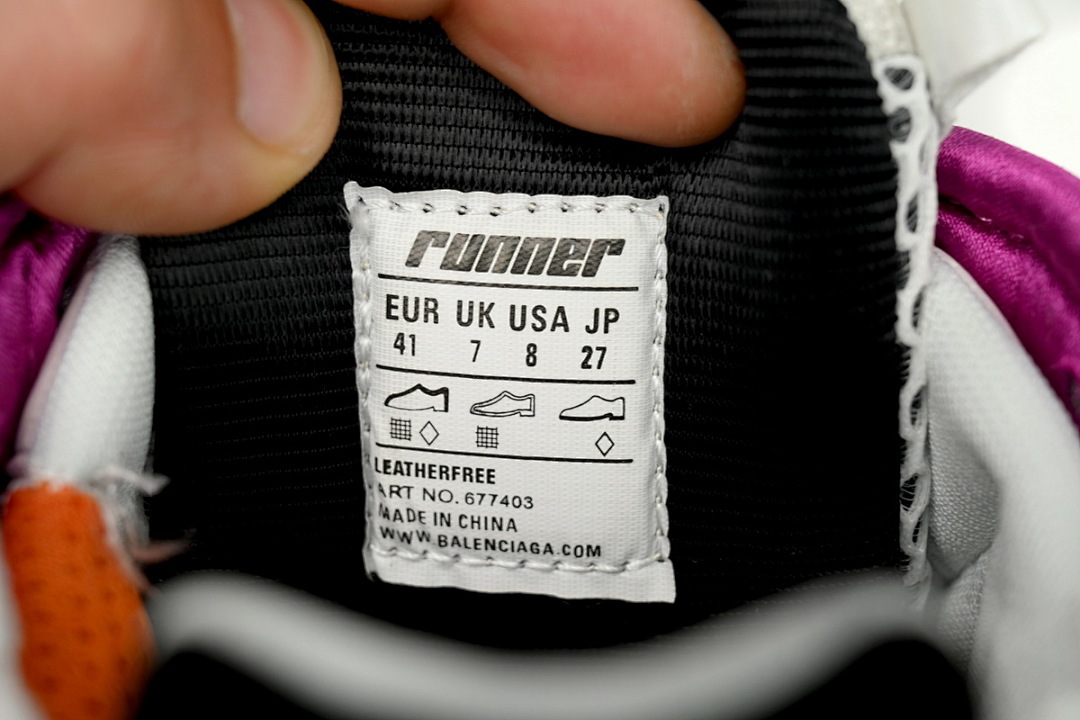 runner
EUR UK USA JP
41 7 8 27
LEATHERFREE
ART NO. 677403
MADE IN CHINA
WWW.BALENCIAGA.COM